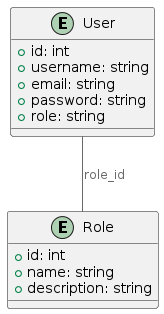 E User
id: int
username: string
email: string
password: string
role: string
role_id
E Role
id: int
name: string
description: string